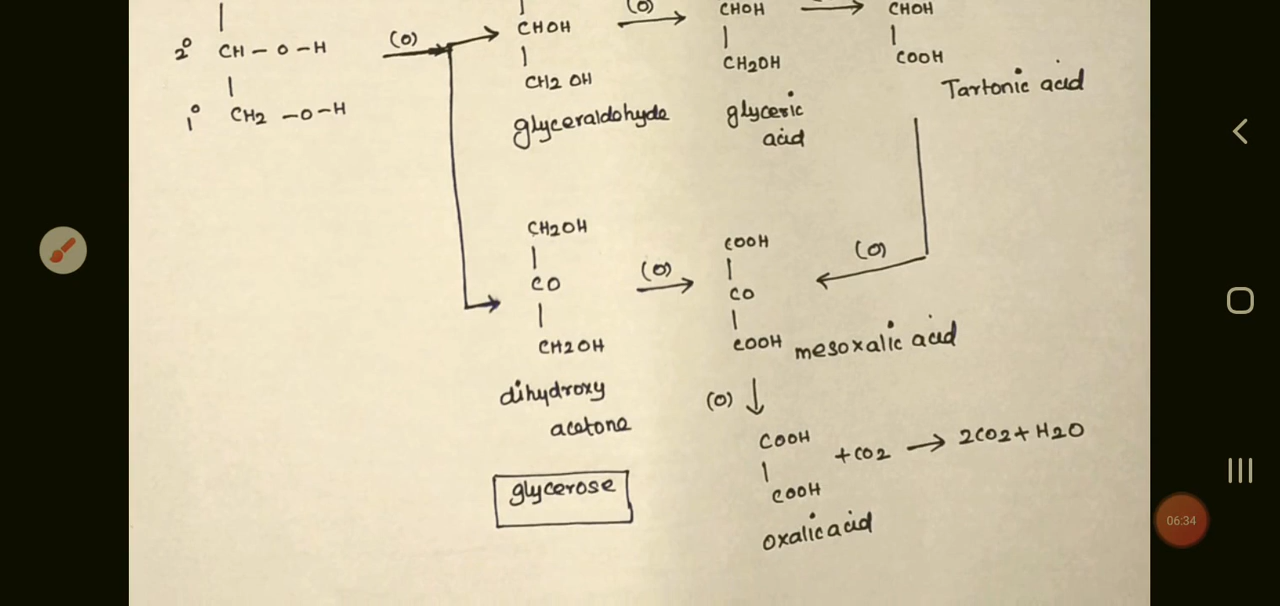 (O)
CHOH
CHOH
2° CH - O - H (O) CHOH
CH2OH
COOH
1° CH2 - O - H
CH2 OH
glyceraldohyde
glyceric
acid
Tartonic acid
CH2OH
CO
CH2OH
(O)
COOH
CO
COOH
(O)
mesoxalic acid
dihydroxy
acetone
glycerose
(O)
COOH
COOH
+CO2 → 2CO2 + H2O
oxalic acid
06:34